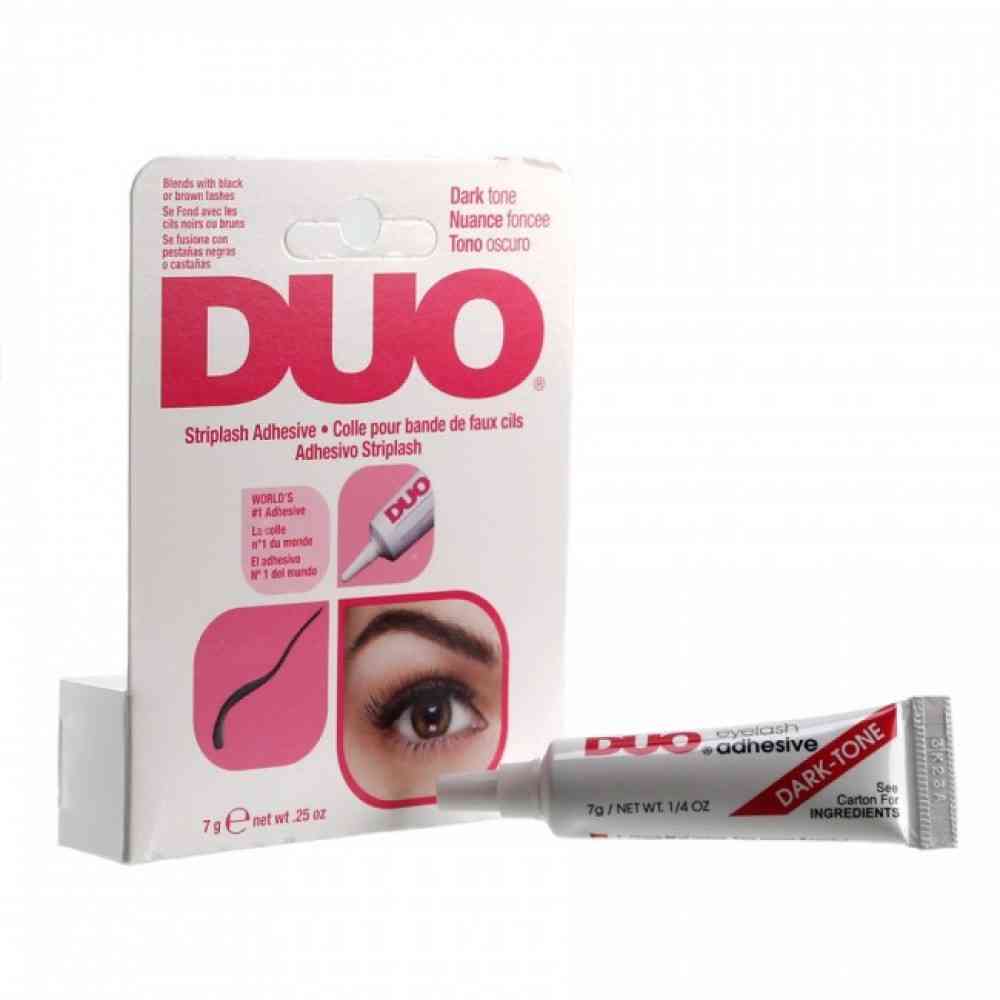 Blends with black
or brown lashes
Se Fond avec les
cils noirs ou bruns
Se fusiona con
pestañas negras
o castañas
Dark tone
Nuance foncee
Tono oscuro
DUO®
Striplash Adhesive • Colle pour bande de faux cils
Adhesivo Striplash
WORLD'S
#1 Adhesive
La colle
n°1 du monde
El adhesivo
N° 1 del mundo
DUO
7 g ℮ net wt .25 oz
DUO® eyelash
adhesive
DARK-TONE
7g / NET WT. 1/4 OZ
See
Carton For
INGREDIENTS